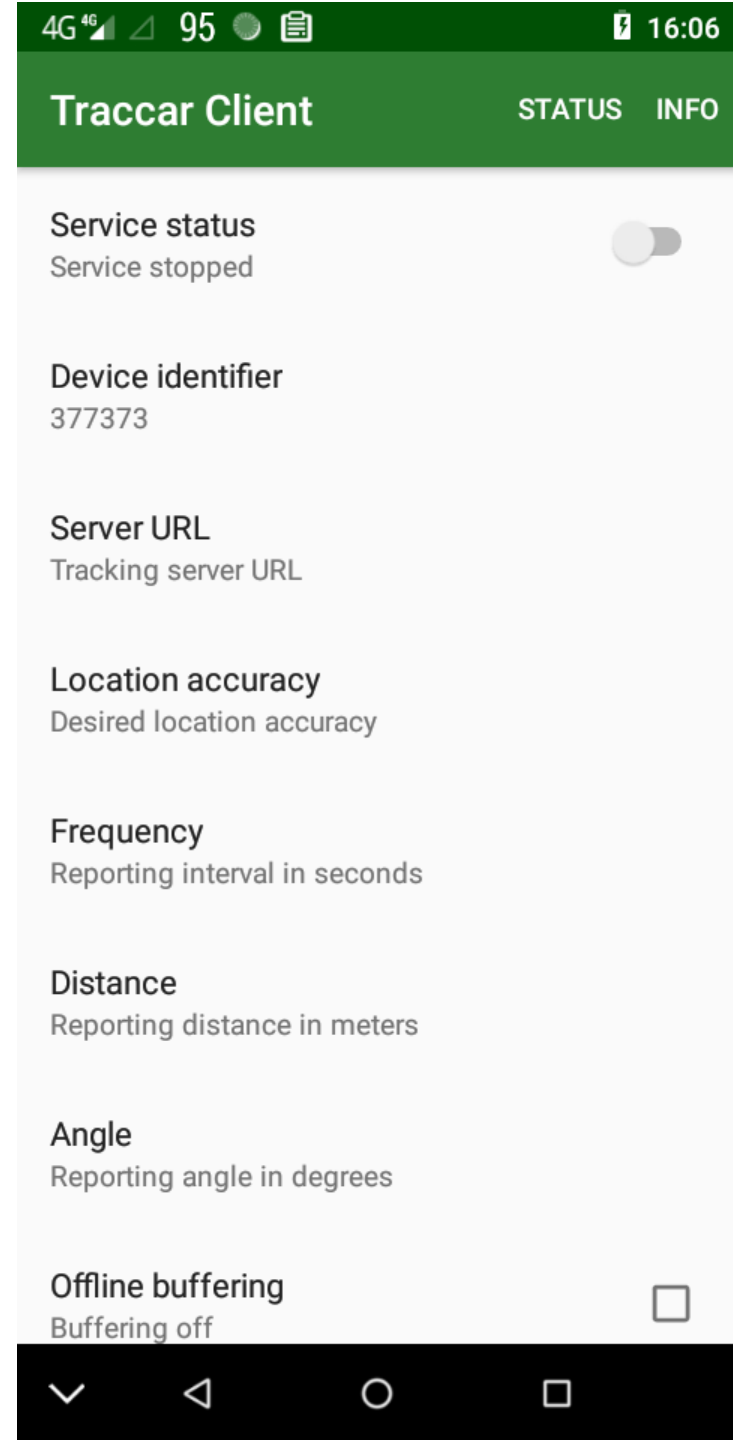 4G 4G 95 16:06
Traccar Client STATUS INFO
Service status
Service stopped
Device identifier
377373
Server URL
Tracking server URL
Location accuracy
Desired location accuracy
Frequency
Reporting interval in seconds
Distance
Reporting distance in meters
Angle
Reporting angle in degrees
Offline buffering
Buffering off